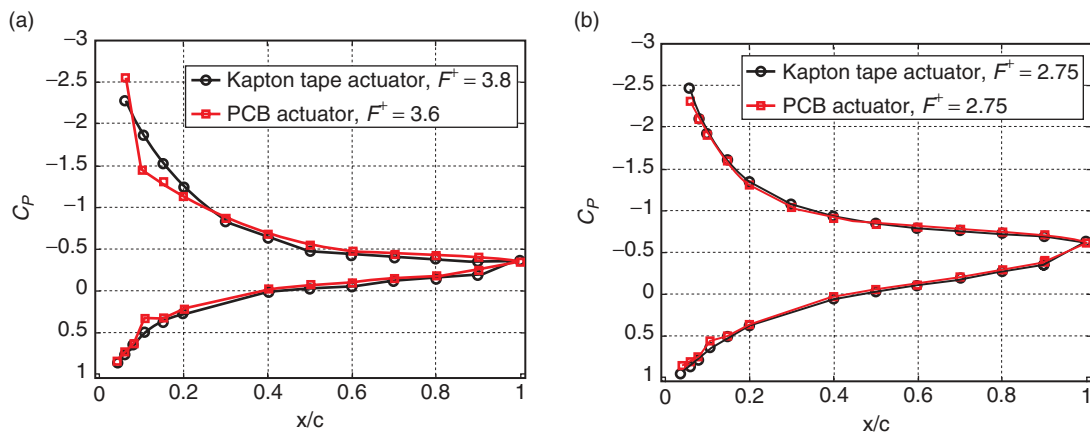 (a)
−3
−2.5
−2
−1.5
−1
−0.5
0
0.5
1
C_P
Kapton tape actuator, F⁺ = 3.8
PCB actuator, F⁺ = 3.6
0 0.2 0.4 0.6 0.8 1
x/c
(b)
−3
−2.5
−2
−1.5
−1
−0.5
0
0.5
1
C_P
Kapton tape actuator, F⁺ = 2.75
PCB actuator, F⁺ = 2.75
0 0.2 0.4 0.6 0.8 1
x/c